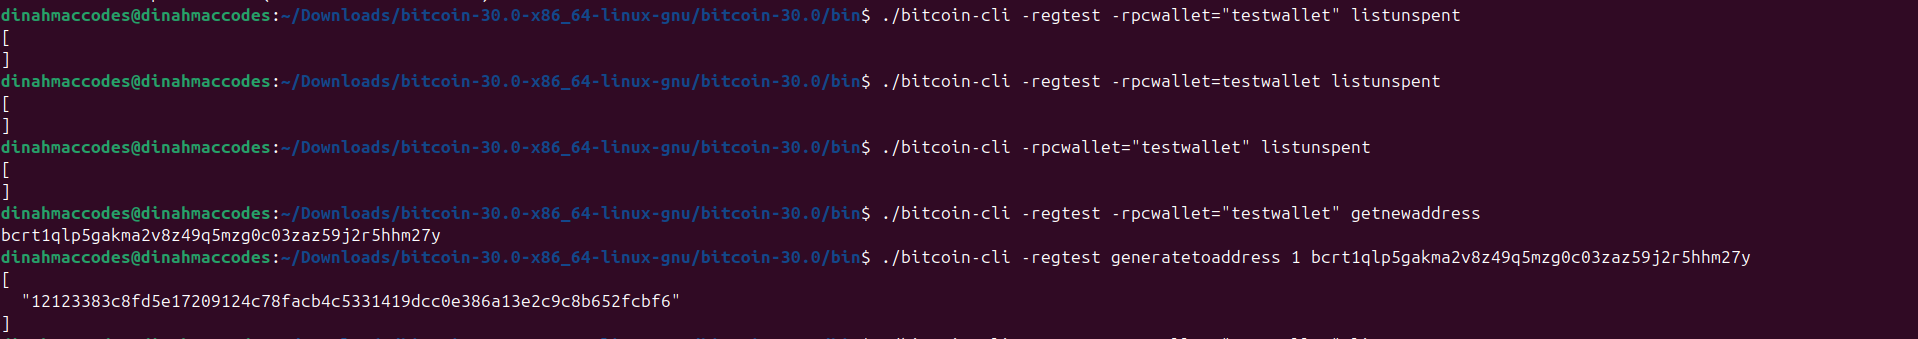 dinahmaccodes@dinahmaccodes:~/Downloads/bitcoin-30.0-x86_64-linux-gnu/bitcoin-30.0/bin$ ./bitcoin-cli -regtest -rpcwallet="testwallet" listunspent
[
]
dinahmaccodes@dinahmaccodes:~/Downloads/bitcoin-30.0-x86_64-linux-gnu/bitcoin-30.0/bin$ ./bitcoin-cli -regtest -rpcwallet=testwallet listunspent
[
]
dinahmaccodes@dinahmaccodes:~/Downloads/bitcoin-30.0-x86_64-linux-gnu/bitcoin-30.0/bin$ ./bitcoin-cli -rpcwallet="testwallet" listunspent
[
]
dinahmaccodes@dinahmaccodes:~/Downloads/bitcoin-30.0-x86_64-linux-gnu/bitcoin-30.0/bin$ ./bitcoin-cli -regtest -rpcwallet="testwallet" getnewaddress
bcrt1qlp5gakma2v8z49q5mzg0c03zaz59j2r5hhm27y
dinahmaccodes@dinahmaccodes:~/Downloads/bitcoin-30.0-x86_64-linux-gnu/bitcoin-30.0/bin$ ./bitcoin-cli -regtest generatetoaddress 1 bcrt1qlp5gakma2v8z49q5mzg0c03zaz59j2r5hhm27y
[
  "12123383c8fd5e17209124c78facb4c5331419dcc0e386a13e2c9c8b652fcbf6"
]